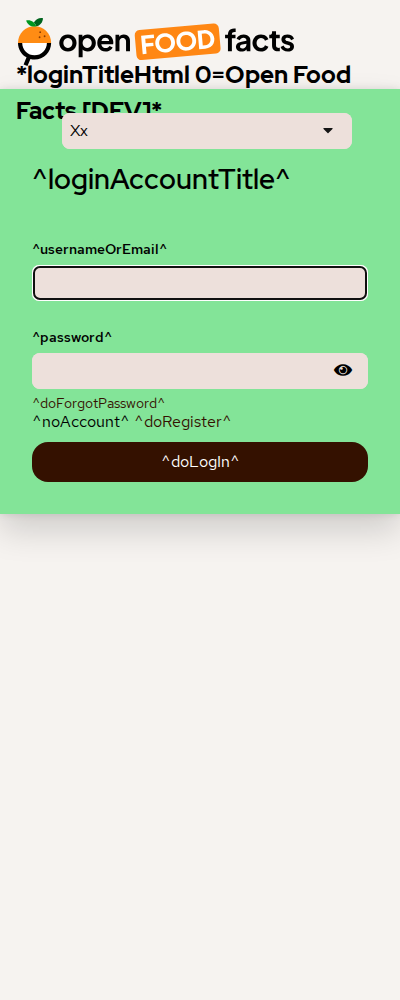 open FOOD facts
*loginTitleHtml 0=Open Food
Facts [DEV]*
Xx
^loginAccountTitle^
^usernameOrEmail^
^password^
^doForgotPassword^
^noAccount^ ^doRegister^
^doLogIn^